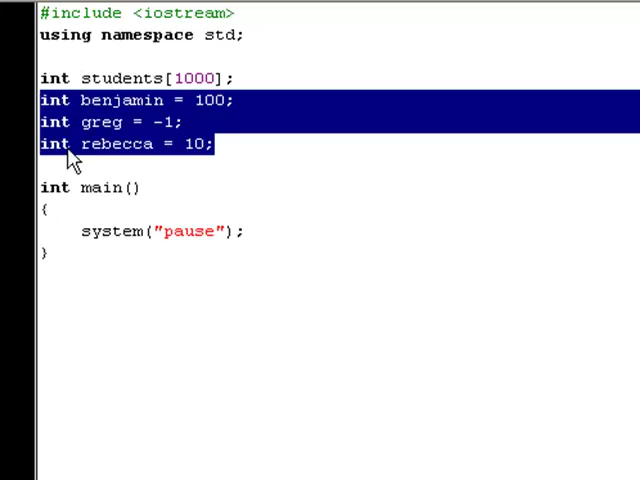 #include <iostream>
using namespace std;
int students[1000];
int benjamin = 100;
int greg = -1;
int rebecca = 10;
int main()
{
system("pause");
}